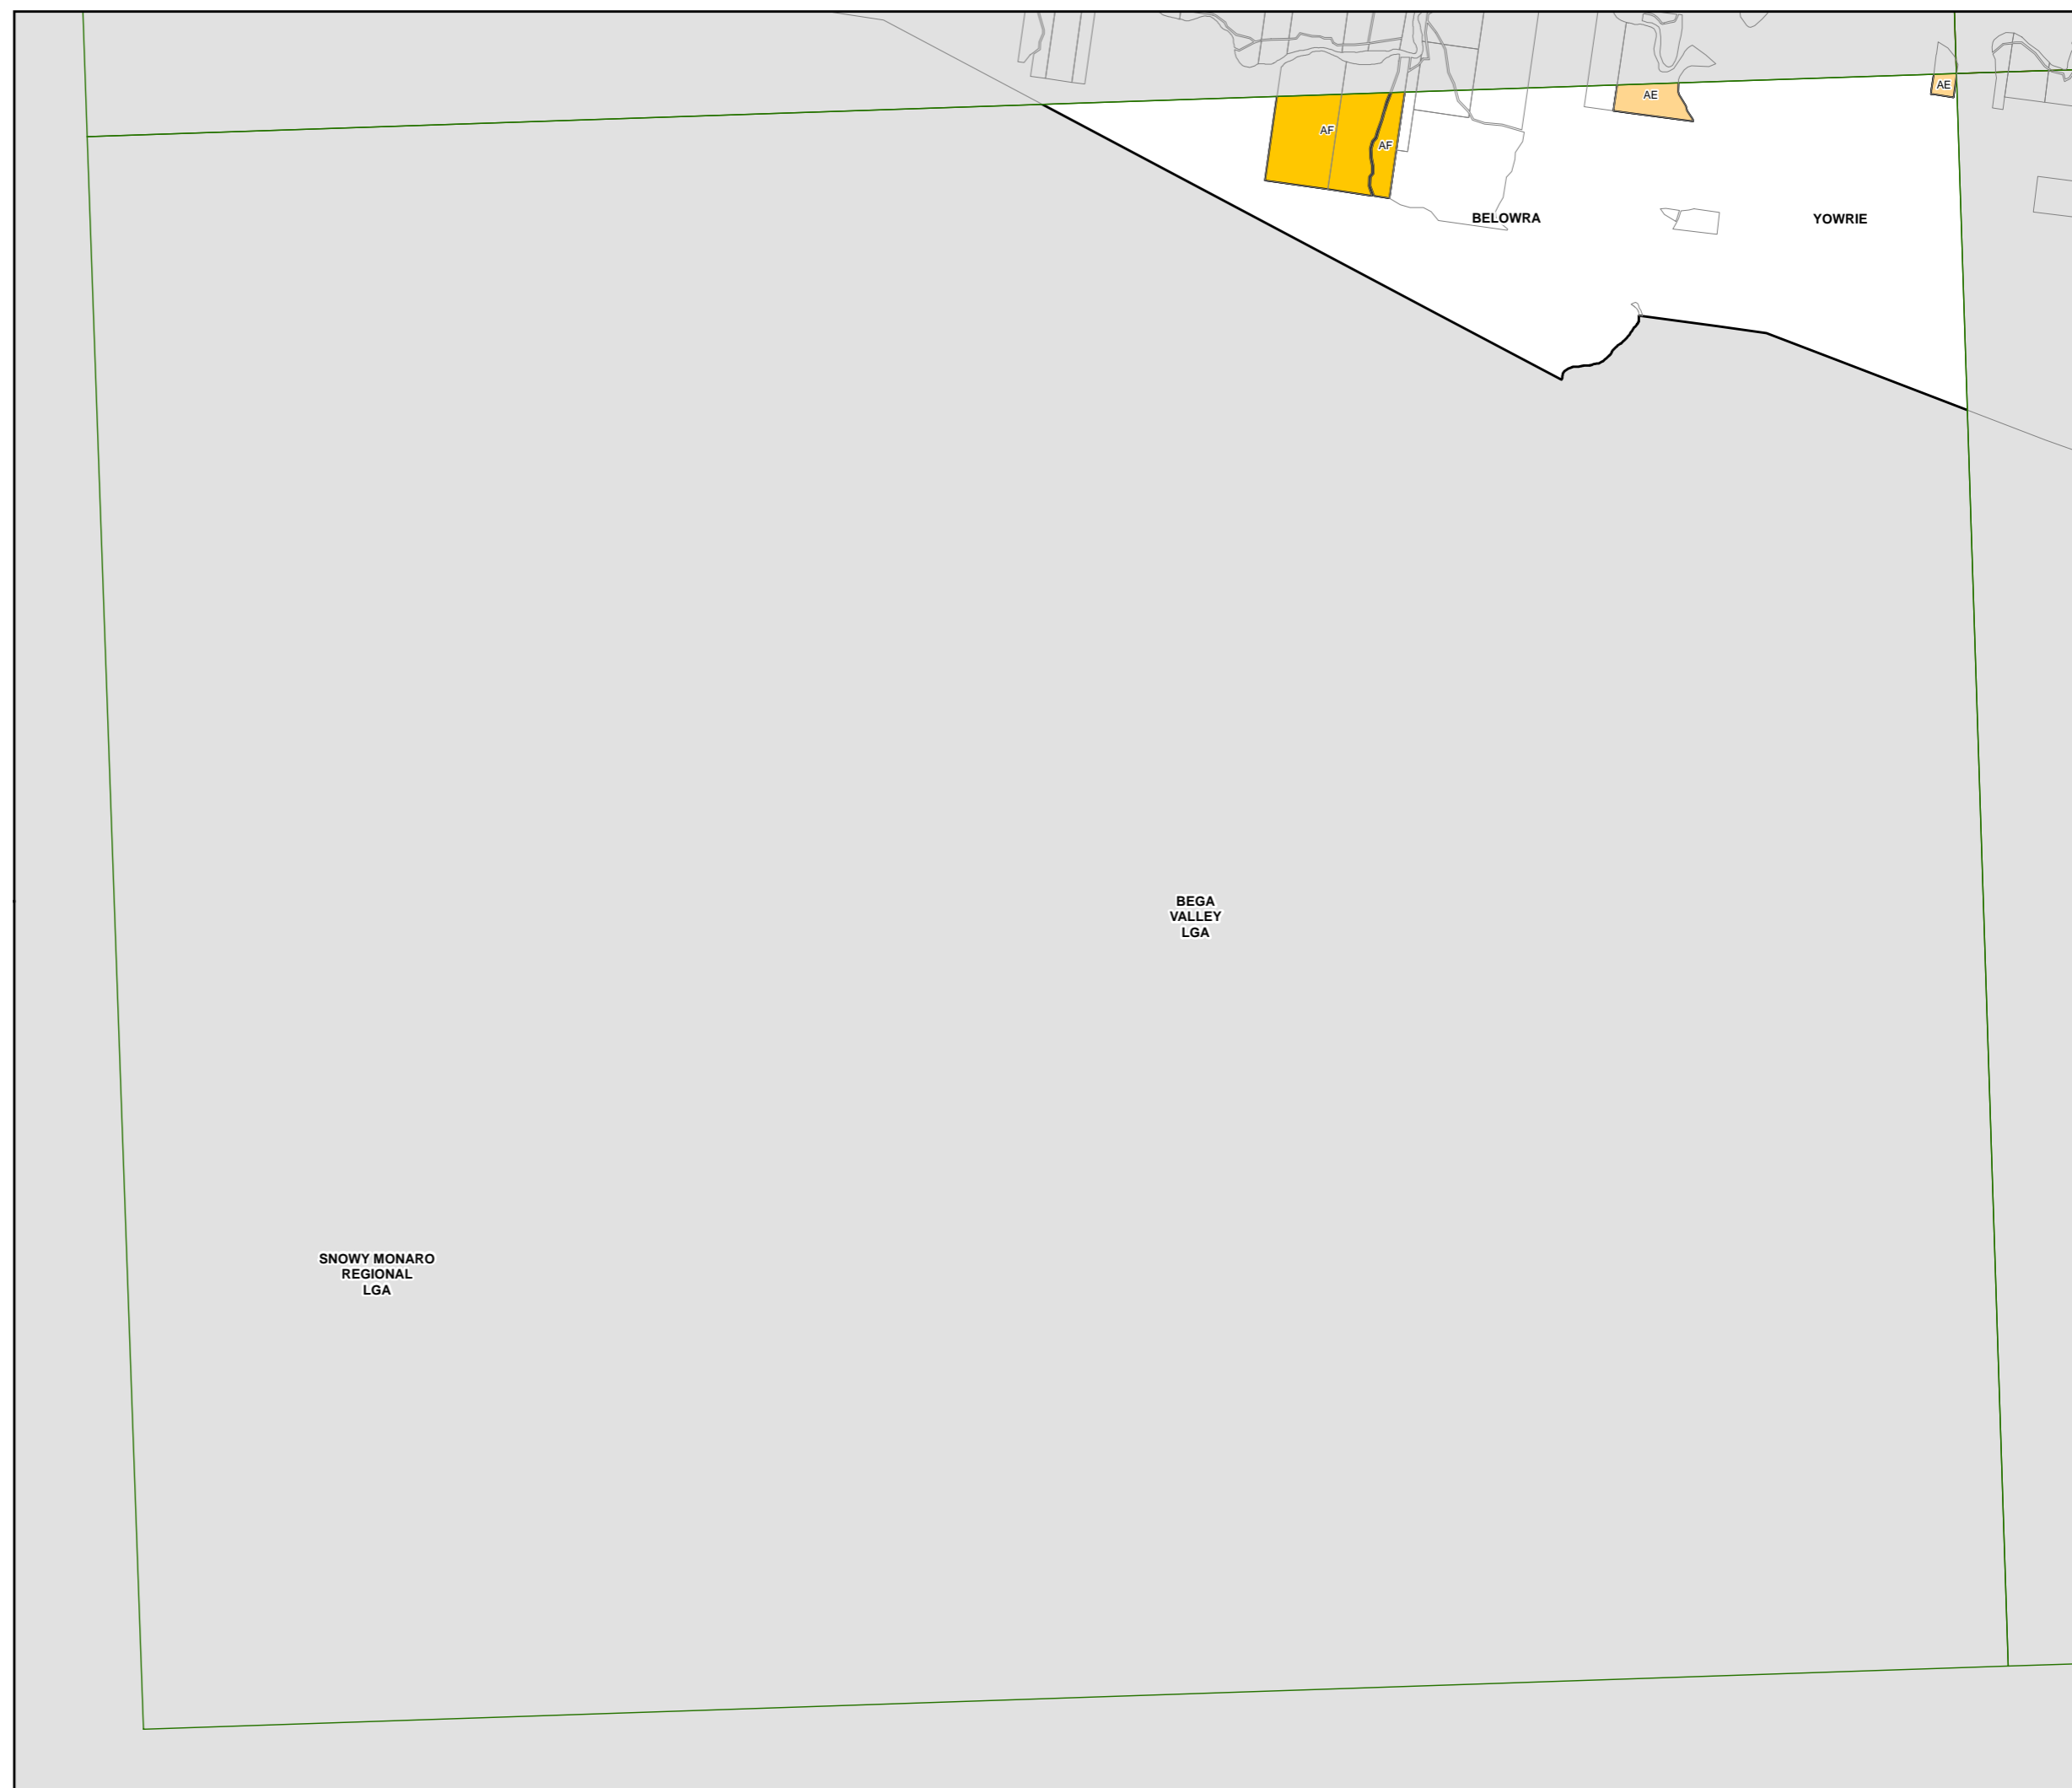 AE
AE
AF
AF
BELOWRA
YOWRIE
BEGA
VALLEY
LGA
SNOWY MONARO
REGIONAL
LGA